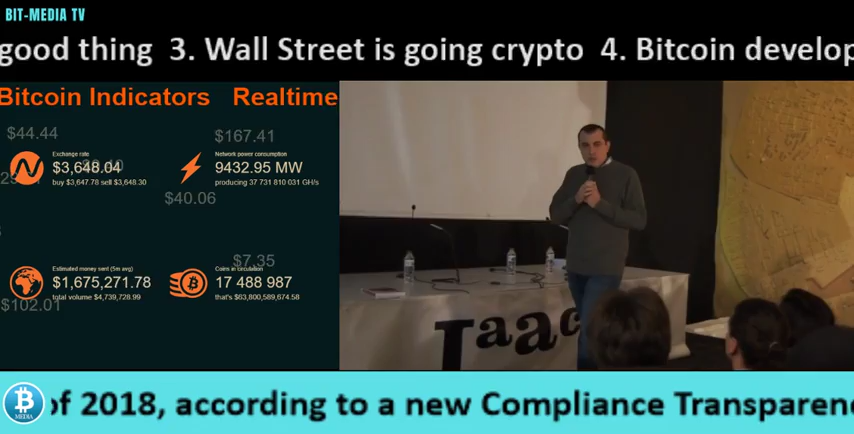 BIT-MEDIA TV
good thing 3. Wall Street is going crypto 4. Bitcoin develop
Bitcoin Indicators Realtime
$44.44
$167.41
Exchange rate
$3,648.04
buy $3,647.78 sell $3,648.30
Network power consumption
9432.95 MW
producing 37 731 810 031 GH/s
$40.06
$7.35
Estimated money sent (5m avg)
$1,675,271.78
total volume $4,739,728.99
Coins in circulation
17 488 987
that's $63,800,589,674.58
$102.01
Iaac
B
MEDIA
of 2018, according to a new Compliance Transparen